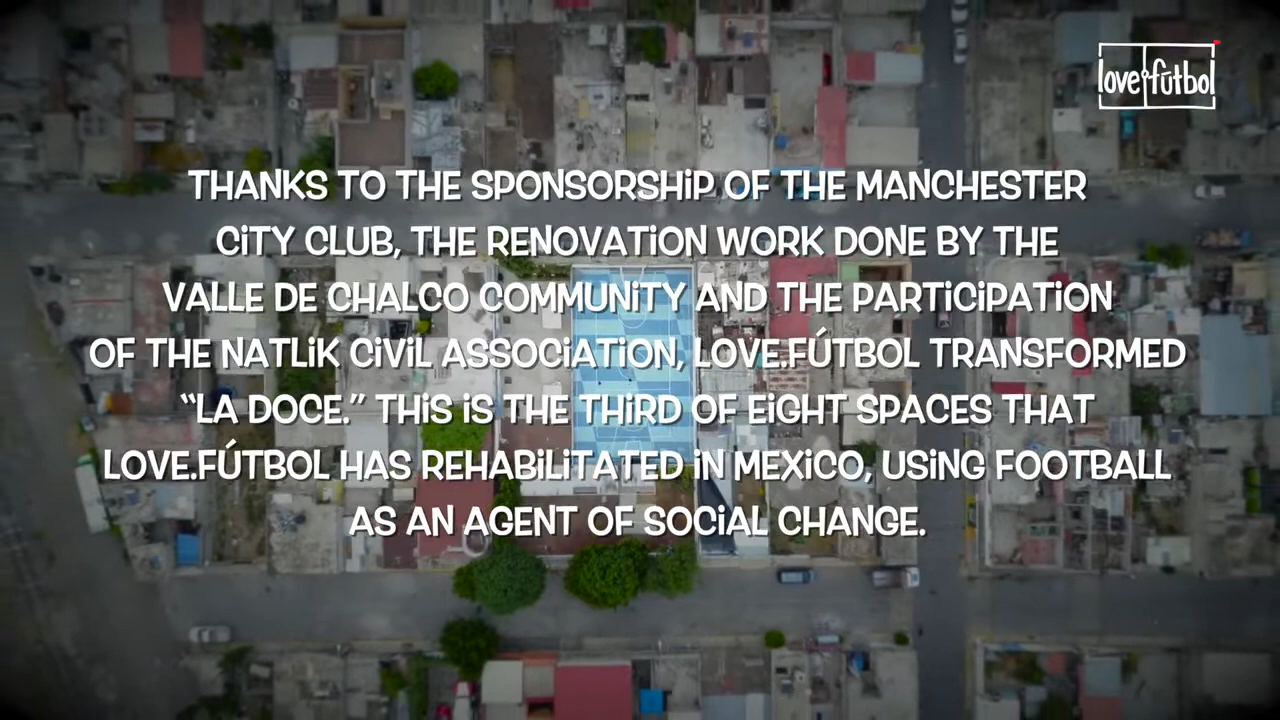 love.fútbol
THANKS TO THE SPONSORSHiP OF THE MANCHESTER
CiTY CLUB, THE RENOVATiON WORK DONE BY THE
VALLE DE CHALCO COMMUNiTY AND THE PARTiCiPATiON
OF THE NATLiK CiViL ASSOCiATiON, LOVE.FÚTBOL TRANSFORMED
“LA DOCE.” THiS iS THE THiRD OF EiGHT SPACES THAT
LOVE.FÚTBOL HAS REHABiLiTATED iN MEXiCO, USiNG FOOTBALL
AS AN AGENT OF SOCiAL CHANGE.